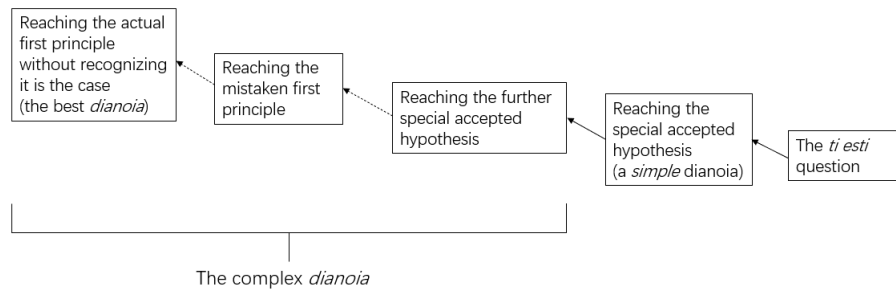 Reaching the actual
first principle
without recognizing
it is the case
(the best dianoia)
Reaching the
mistaken first
principle
Reaching the further
special accepted
hypothesis
Reaching the
special accepted
hypothesis
(a simple dianoia)
The ti esti
question
The complex dianoia